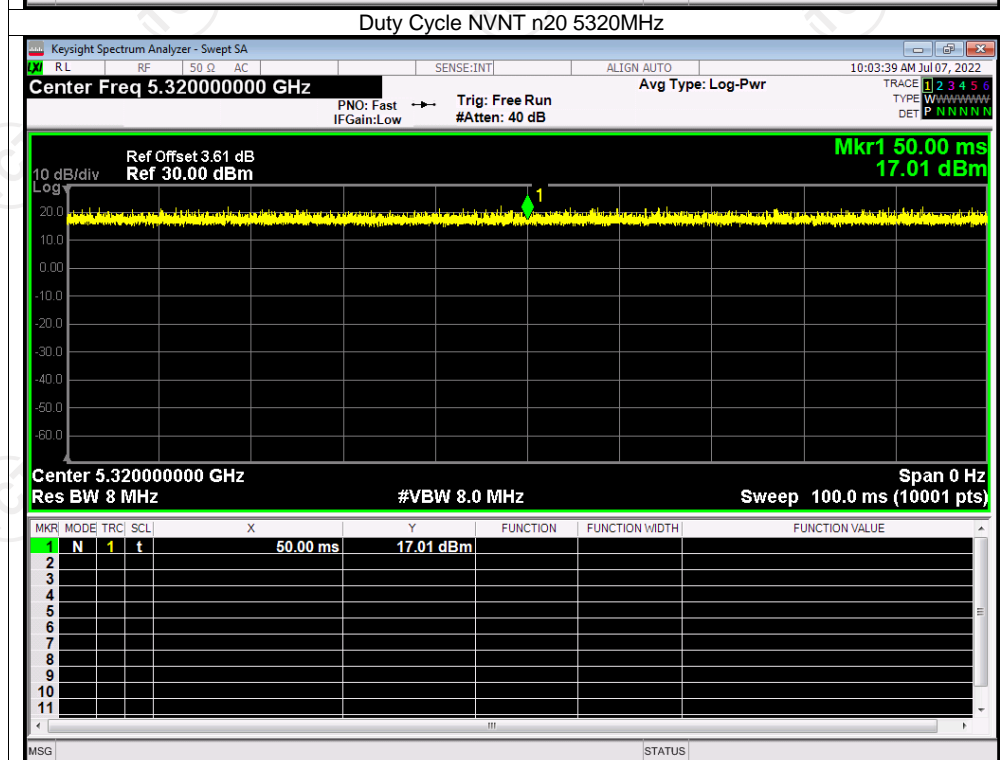 Duty Cycle NVNT n20 5320MHz
Keysight Spectrum Analyzer - Swept SA
LXI RL RF 50 Ω AC SENSE:INT ALIGN AUTO 10:03:39 AM Jul 07, 2022
Center Freq 5.320000000 GHz
PNO: Fast
IFGain:Low
Trig: Free Run
#Atten: 40 dB
Avg Type: Log-Pwr
TRACE 1 2 3 4 5 6
TYPE WWWWWW
DET P N N N N N
Ref Offset 3.61 dB
10 dB/div Ref 30.00 dBm
Log
Mkr1 50.00 ms
17.01 dBm
1
20.0
10.0
0.00
-10.0
-20.0
-30.0
-40.0
-50.0
-60.0
Center 5.320000000 GHz Span 0 Hz
Res BW 8 MHz #VBW 8.0 MHz Sweep 100.0 ms (10001 pts)
MKR MODE TRC SCL X Y FUNCTION FUNCTION WIDTH FUNCTION VALUE
1 N 1 t 50.00 ms 17.01 dBm
2
3
4
5
6
7
8
9
10
11
MSG STATUS